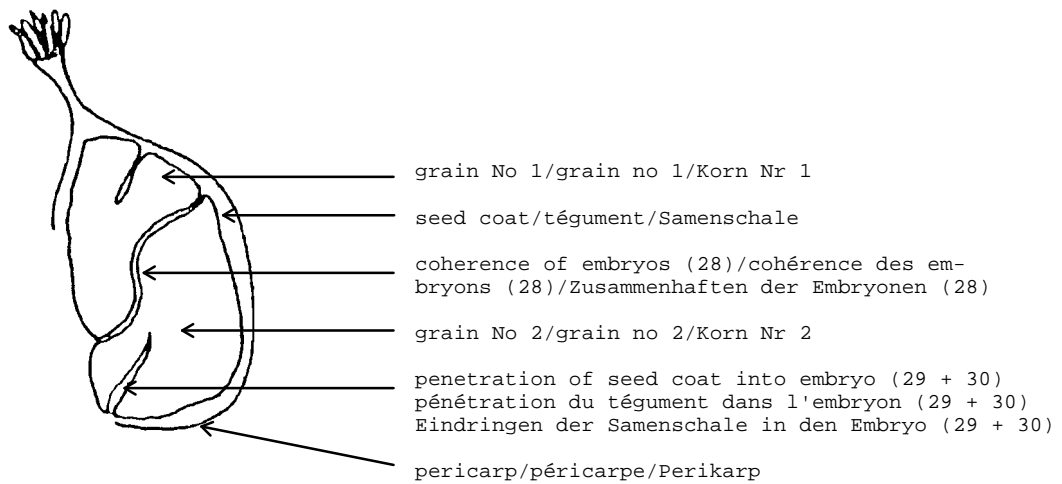 grain No 1/grain no 1/Korn Nr 1
seed coat/tégument/Samenschale
coherence of embryos (28)/cohérence des em-
bryons (28)/Zusammenhaften der Embryonen (28)
grain No 2/grain no 2/Korn Nr 2
penetration of seed coat into embryo (29 + 30)
pénétration du tégument dans l'embryon (29 + 30)
Eindringen der Samenschale in den Embryo (29 + 30)
pericarp/péricarpe/Perikarp